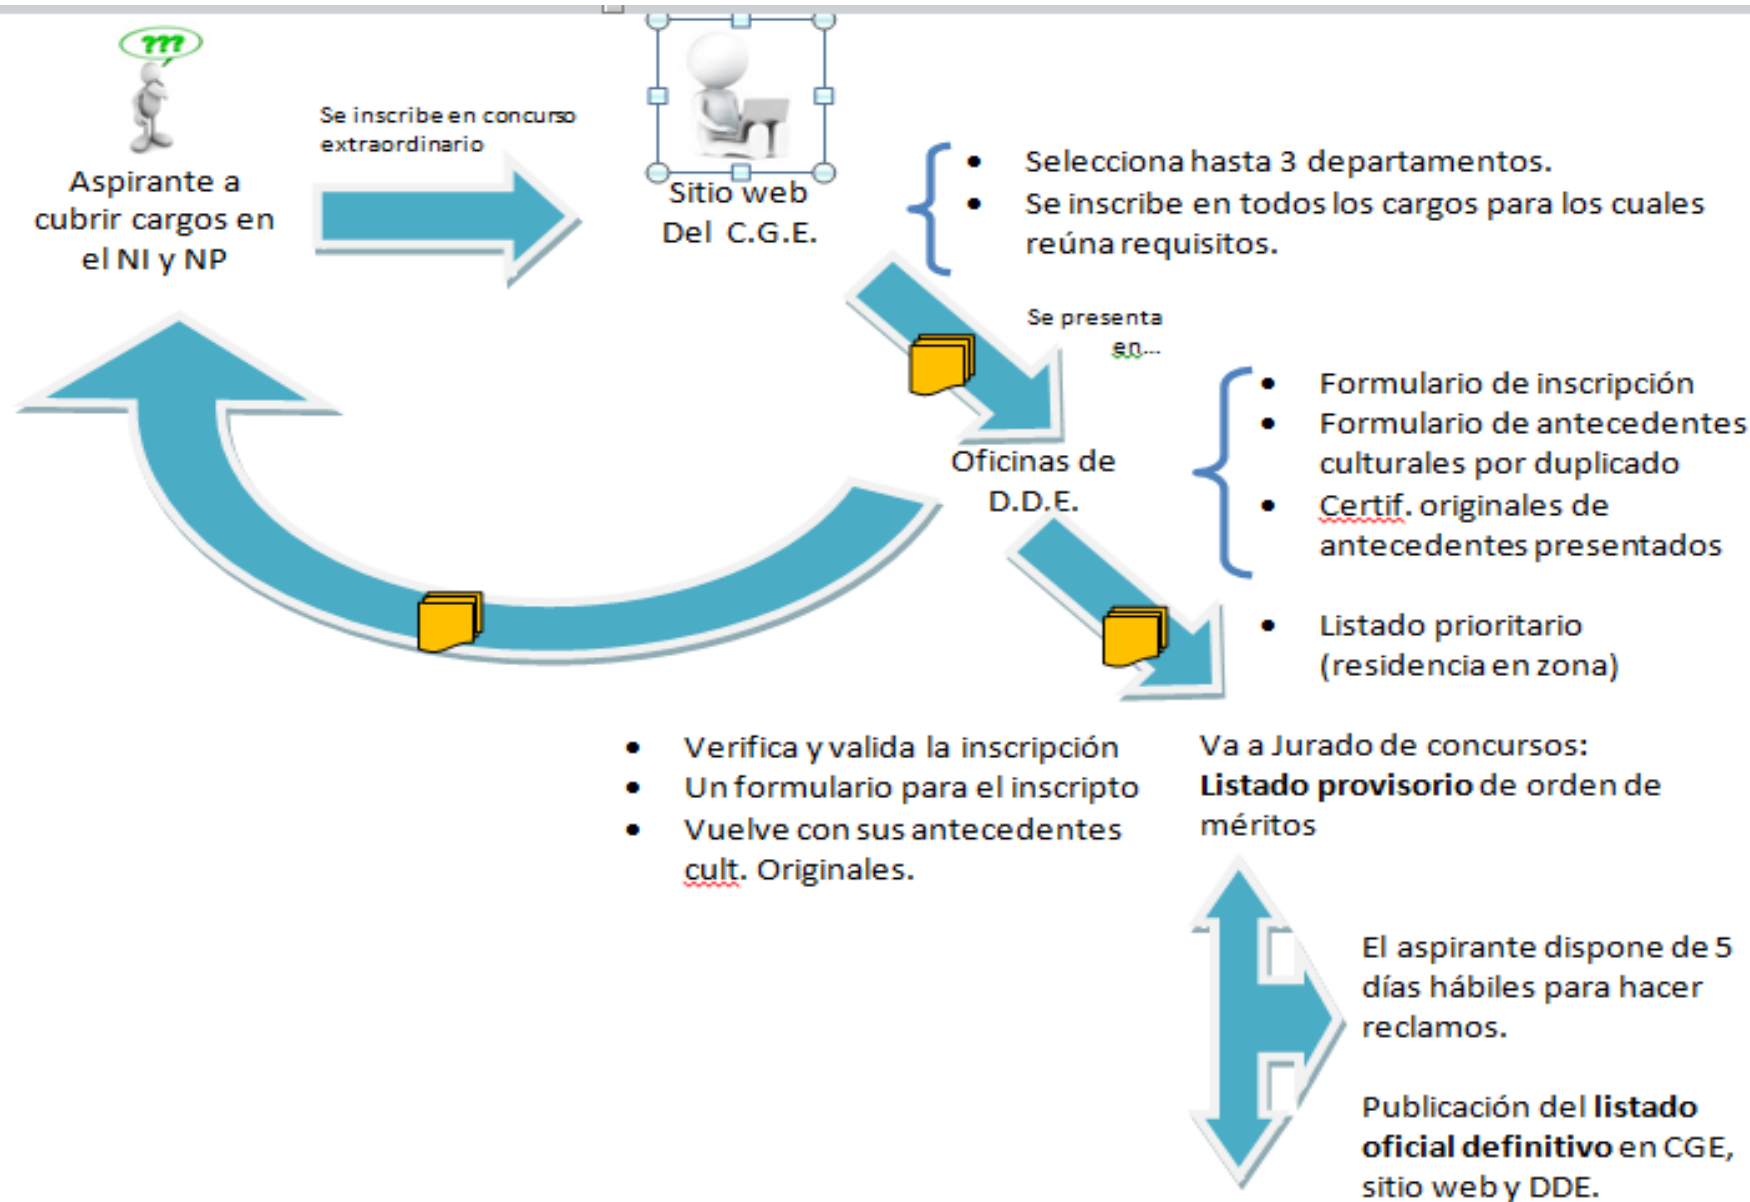 ???
Aspirante a
cubrir cargos en
el NI y NP
Se inscribe en concurso
extraordinario
Sitio web
Del C.G.E.
• Selecciona hasta 3 departamentos.
• Se inscribe en todos los cargos para los cuales
reúna requisitos.
Se presenta
en...
Oficinas de
D.D.E.
• Formulario de inscripción
• Formulario de antecedentes
culturales por duplicado
• Certif. originales de
antecedentes presentados
• Listado prioritario
(residencia en zona)
• Verifica y valida la inscripción
• Un formulario para el inscripto
• Vuelve con sus antecedentes
cult. Originales.
Va a Jurado de concursos:
Listado provisorio de orden de
méritos
El aspirante dispone de 5
días hábiles para hacer
reclamos.
Publicación del listado
oficial definitivo en CGE,
sitio web y DDE.